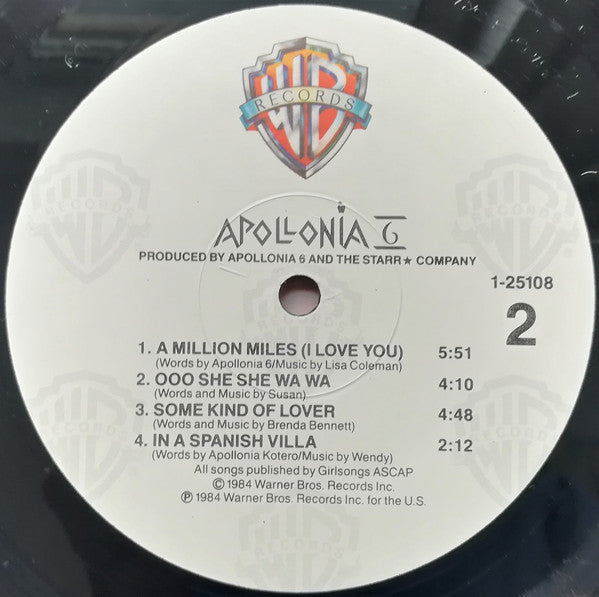 WB
RECORDS
APOLLONIA 6
PRODUCED BY APOLLONIA 6 AND THE STARR★ COMPANY
1-25108
2
1. A MILLION MILES (I LOVE YOU) 5:51
(Words by Apollonia 6/Music by Lisa Coleman)
2. OOO SHE SHE WA WA 4:10
(Words and Music by Susan)
3. SOME KIND OF LOVER 4:48
(Words and Music by Brenda Bennett)
4. IN A SPANISH VILLA 2:12
(Words by Apollonia Kotero/Music by Wendy)
All songs published by Girlsongs ASCAP
© 1984 Warner Bros. Records Inc.
℗ 1984 Warner Bros. Records Inc. for the U.S.